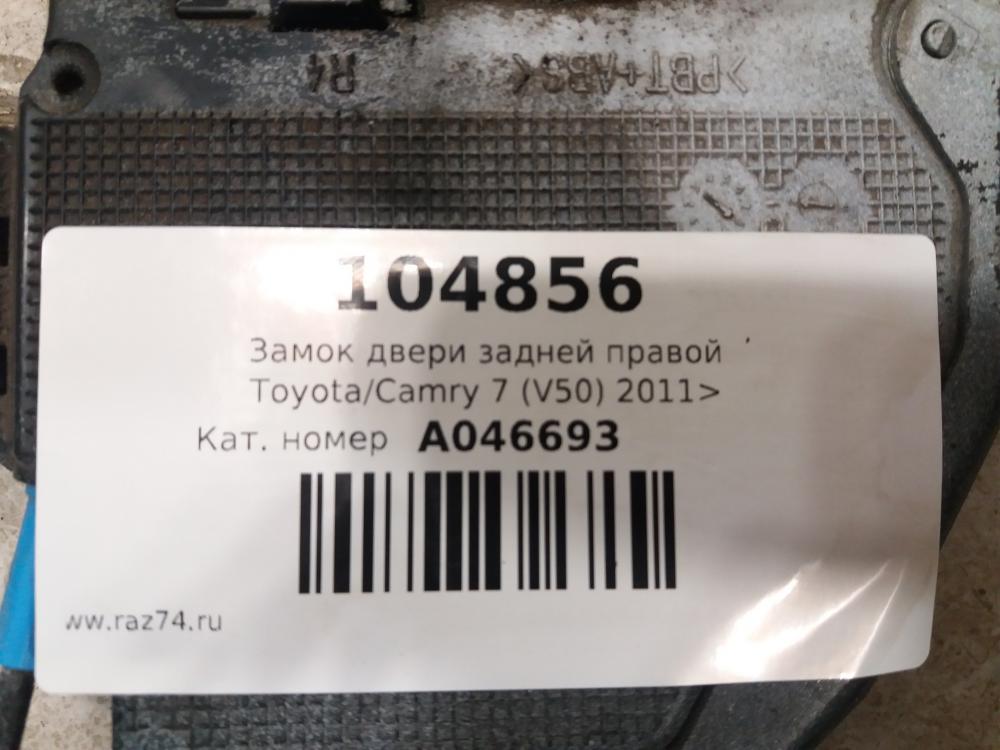 R4 >PBT+ABS<
104856
Замок двери задней правой
Toyota/Camry 7 (V50) 2011>
Кат. номер A046693
ww.raz74.ru